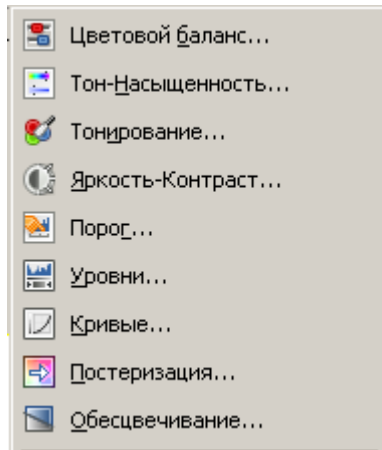 Цветовой баланс...
Тон-Насыщенность...
Тонирование...
Яркость-Контраст...
Порог...
Уровни...
Кривые...
Постеризация...
Обесцвечивание...